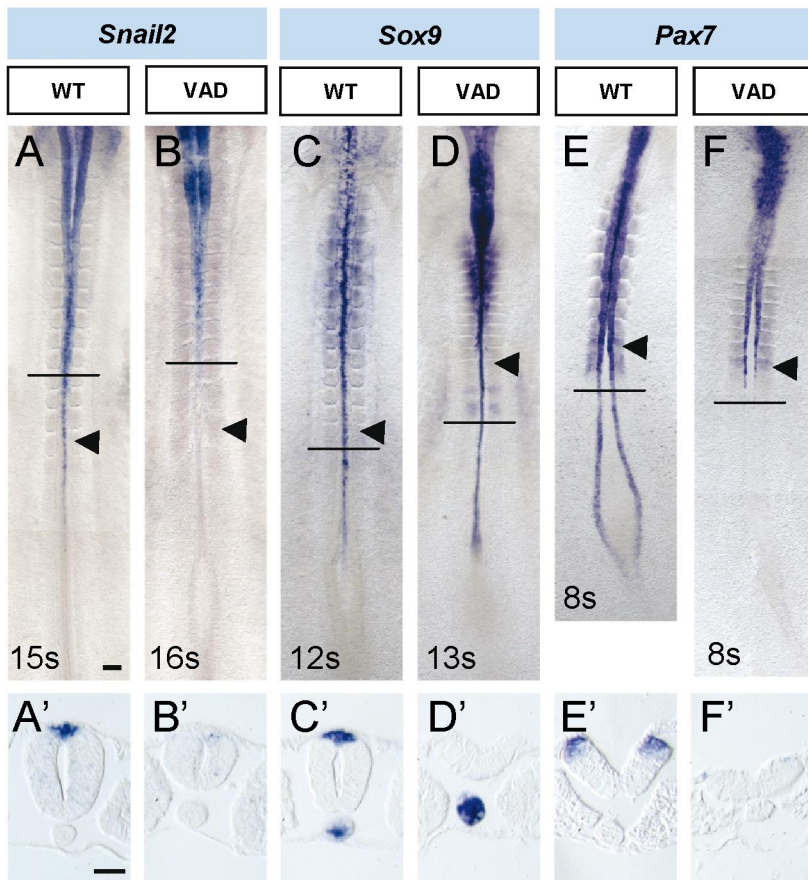 Snail2 Sox9 Pax7
WT VAD WT VAD WT VAD
A B C D E F
15s 16s 12s 13s 8s 8s
A' B' C' D' E' F'